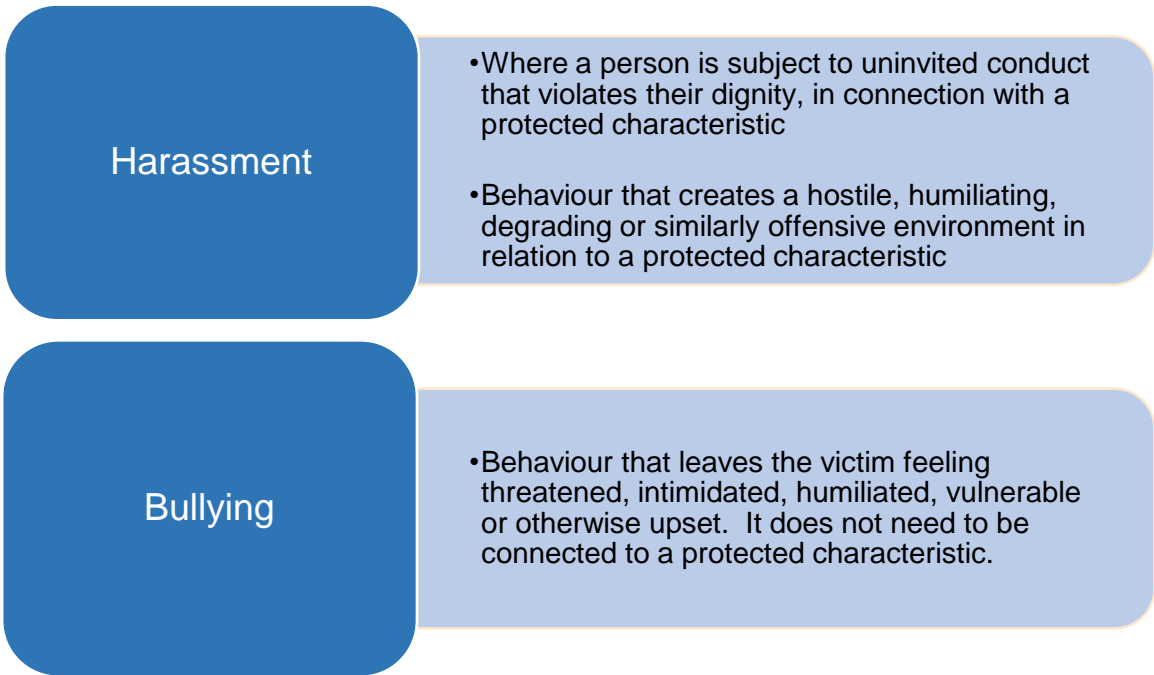 Harassment
•Where a person is subject to uninvited conduct
that violates their dignity, in connection with a
protected characteristic
•Behaviour that creates a hostile, humiliating,
degrading or similarly offensive environment in
relation to a protected characteristic
Bullying
•Behaviour that leaves the victim feeling
threatened, intimidated, humiliated, vulnerable
or otherwise upset.  It does not need to be
connected to a protected characteristic.